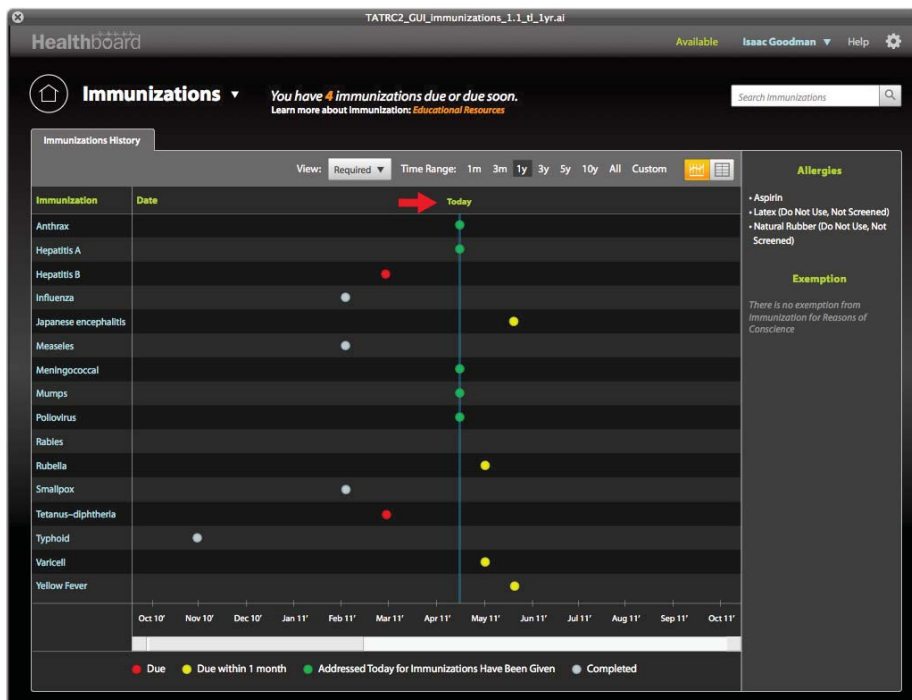 TATRC2_GUI_immunizations_1.1_tl_1yr.ai
Healthboard
Available Isaac Goodman ▼ Help
Immunizations ▼
You have 4 immunizations due or due soon.
Learn more about immunization: Educational Resources
Search Immunizations
Immunizations History
View: Required ▼ Time Range: 1m 3m 1y 3y 5y 10y All Custom
Immunization Date Today
Anthrax
Hepatitis A
Hepatitis B
Influenza
Japanese encephalitis
Measeles
Meningococcal
Mumps
Poliovirus
Rabies
Rubella
Smallpox
Tetanus–diphtheria
Typhoid
Varicell
Yellow Fever
Oct 10' Nov 10' Dec 10' Jan 11' Feb 11' Mar 11' Apr 11' May 11' Jun 11' Jul 11' Aug 11' Sep 11' Oct 11'
Due Due within 1 month Addressed Today for Immunizations Have Been Given Completed
Allergies
• Aspirin
• Latex (Do Not Use, Not Screened)
• Natural Rubber (Do Not Use, Not
Screened)
Exemption
There is no exemption from
Immunization for Reasons of
Conscience